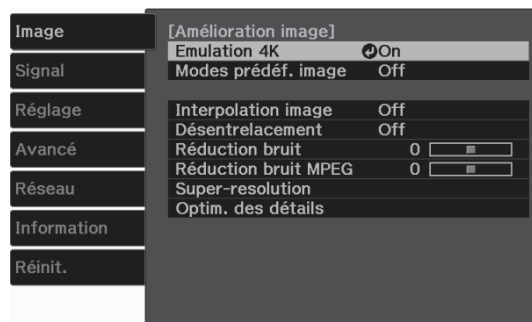 Image
Signal
Réglage
Avancé
Réseau
Information
Réinit.
[Amélioration image]
Emulation 4K On
Modes prédéf. image Off
Interpolation image Off
Désentrelacement Off
Réduction bruit 0
Réduction bruit MPEG 0
Super-resolution
Optim. des détails